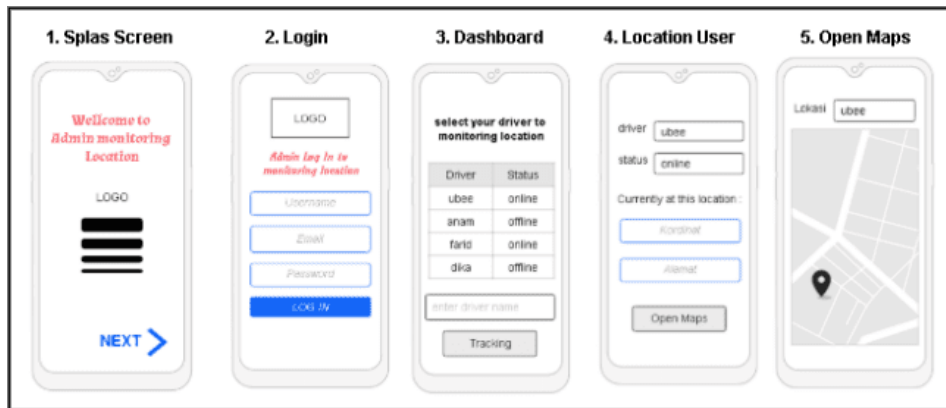 1. Splas Screen
Wellcome to
Admin monitoring
Location
LOGO
NEXT
2. Login
LOGO
Admin Log In to
monitoring location
Username
Email
Password
LOG IN
3. Dashboard
select your driver to
monitoring location
Driver Status
ubee online
anam offline
farid online
dika offline
enter driver name
Tracking
4. Location User
driver ubee
status online
Currently at this location :
Kordinat
Alamat
Open Maps
5. Open Maps
Lokasi ubee